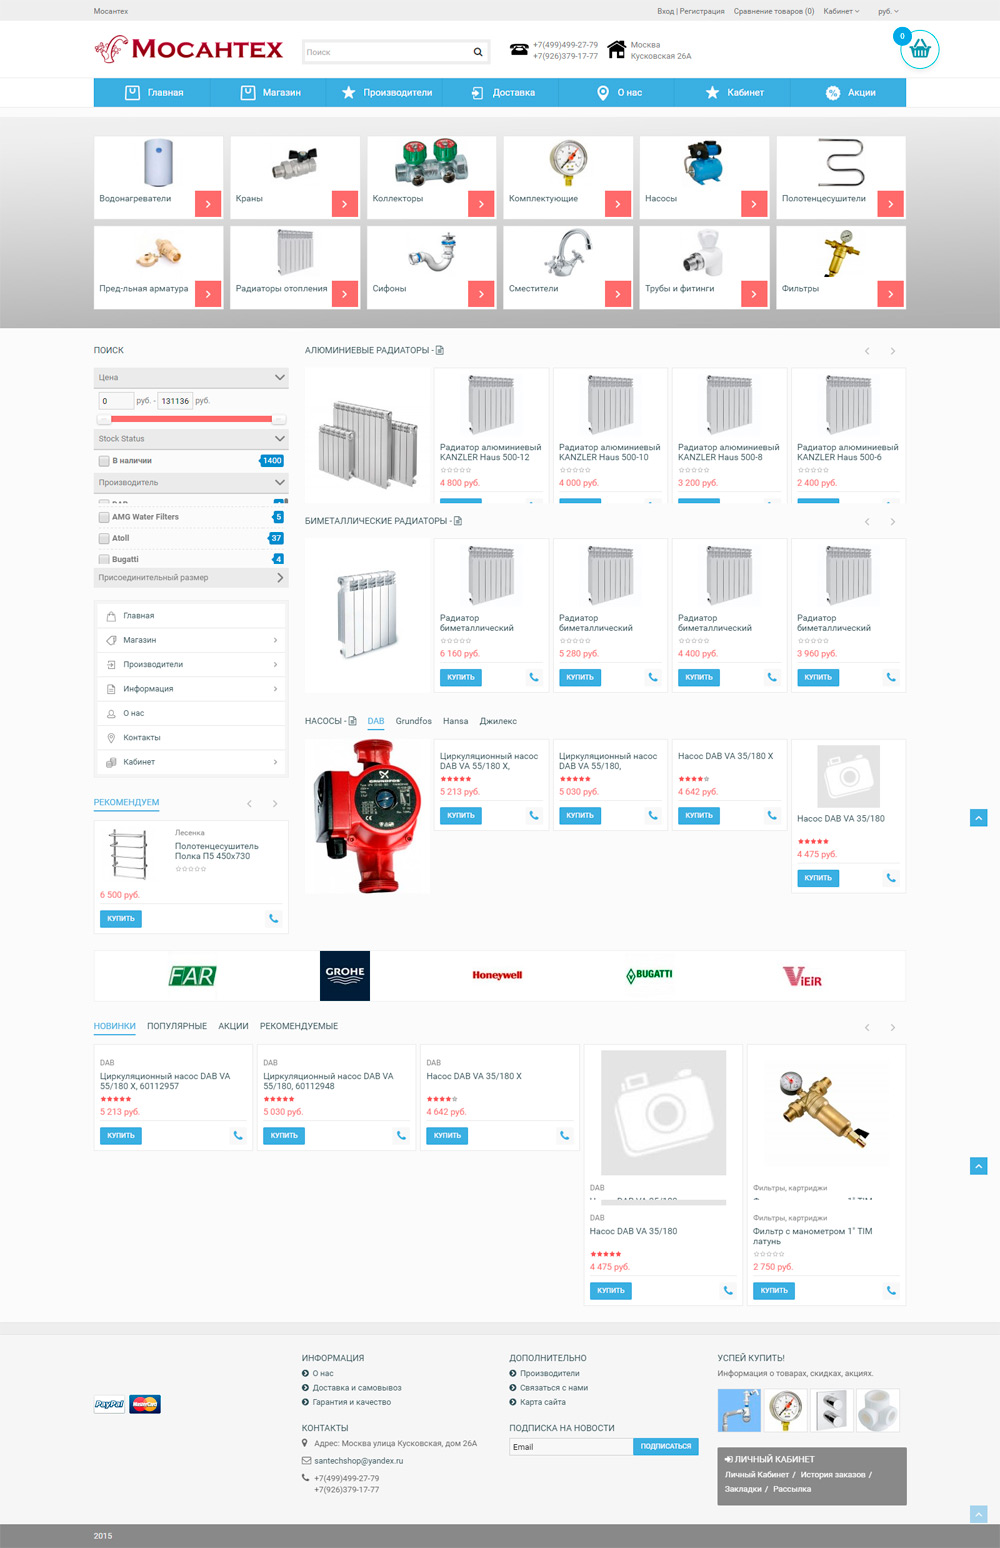 Мосантех
Вход | Регистрация Сравнение товаров (0) Кабинет руб.
Мосантех
Поиск
+7(499)499-27-79
+7(926)379-17-77
Москва
Кусковская 26А
0
Главная Магазин Производители Доставка О нас Кабинет Акции
Водонагреватели Краны Коллекторы Комплектующие Насосы Полотенцесушители
Пред-льная арматура Радиаторы отопления Сифоны Сместители Трубы и фитинги Фильтры
ПОИСК
Цена
0 руб. - 131136 руб.
Stock Status
В наличии 1400
Производитель
DAB
AMG Water Filters 5
Atoll 37
Bugatti 4
Присоединительный размер
Главная
Магазин
Производители
Информация
О нас
Контакты
Кабинет
РЕКОМЕНДУЕМ
Лесенка
Полотенцесушитель
Полка П5 450x730
6 500 руб.
КУПИТЬ
АЛЮМИНИЕВЫЕ РАДИАТОРЫ -
Радиатор алюминиевый Радиатор алюминиевый Радиатор алюминиевый Радиатор алюминиевый
KANZLER Haus 500-12 KANZLER Haus 500-10 KANZLER Haus 500-8 KANZLER Haus 500-6
4 800 руб. 4 000 руб. 3 200 руб. 2 400 руб.
БИМЕТАЛЛИЧЕСКИЕ РАДИАТОРЫ -
Радиатор Радиатор Радиатор Радиатор
биметаллический биметаллический биметаллический биметаллический
6 160 руб. 5 280 руб. 4 400 руб. 3 960 руб.
КУПИТЬ КУПИТЬ КУПИТЬ КУПИТЬ
НАСОСЫ - DAB Grundfos Hansa Джилекс
GRUNDFOS
Циркуляционный насос Циркуляционный насос Насос DAB VA 35/180 X
DAB VA 55/180 X, DAB VA 55/180,
5 213 руб. 5 030 руб. 4 642 руб.
КУПИТЬ КУПИТЬ КУПИТЬ
Насос DAB VA 35/180
4 475 руб.
КУПИТЬ
FAR GROHE Honeywell BUGATTI VIEIR
НОВИНКИ ПОПУЛЯРНЫЕ АКЦИИ РЕКОМЕНДУЕМЫЕ
DAB DAB DAB
Циркуляционный насос DAB VA Циркуляционный насос DAB VA Насос DAB VA 35/180 X
55/180 X, 60112957 55/180, 60112948
5 213 руб. 5 030 руб. 4 642 руб.
КУПИТЬ КУПИТЬ КУПИТЬ
DAB Фильтры, картриджи
DAB Фильтры, картриджи
Насос DAB VA 35/180 Фильтр с манометром 1" TIM
латунь
4 475 руб. 2 750 руб.
КУПИТЬ КУПИТЬ
PayPal MasterCard
ИНФОРМАЦИЯ
О нас
Доставка и самовывоз
Гарантия и качество
КОНТАКТЫ
Адрес: Москва улица Кусковская, дом 26А
santechshop@yandex.ru
+7(499)499-27-79
+7(926)379-17-77
ДОПОЛНИТЕЛЬНО
Производители
Связаться с нами
Карта сайта
ПОДПИСКА НА НОВОСТИ
Email ПОДПИСАТЬСЯ
УСПЕЙ КУПИТЬ!
Информация о товарах, скидках, акциях.
ЛИЧНЫЙ КАБИНЕТ
Личный Кабинет / История заказов /
Закладки / Рассылка
2015